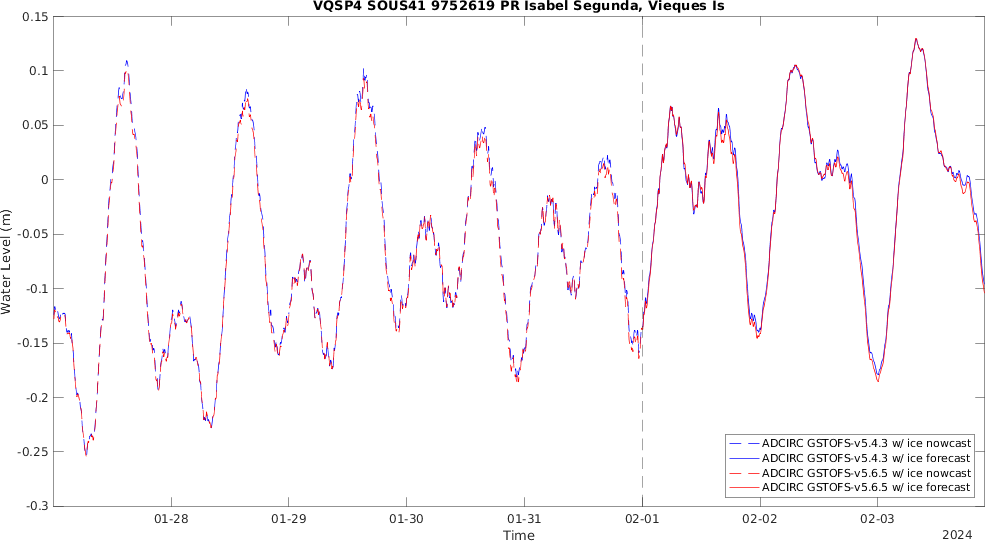 VQSP4 SOUS41 9752619 PR Isabel Segunda, Vieques Is
0.15
0.1
0.05
0
-0.05
-0.1
-0.15
-0.2
-0.25
-0.3
Water Level (m)
ADCIRC GSTOFS-v5.4.3 w/ ice nowcast
ADCIRC GSTOFS-v5.4.3 w/ ice forecast
ADCIRC GSTOFS-v5.6.5 w/ ice nowcast
ADCIRC GSTOFS-v5.6.5 w/ ice forecast
01-28 01-29 01-30 01-31 02-01 02-02 02-03
Time
2024